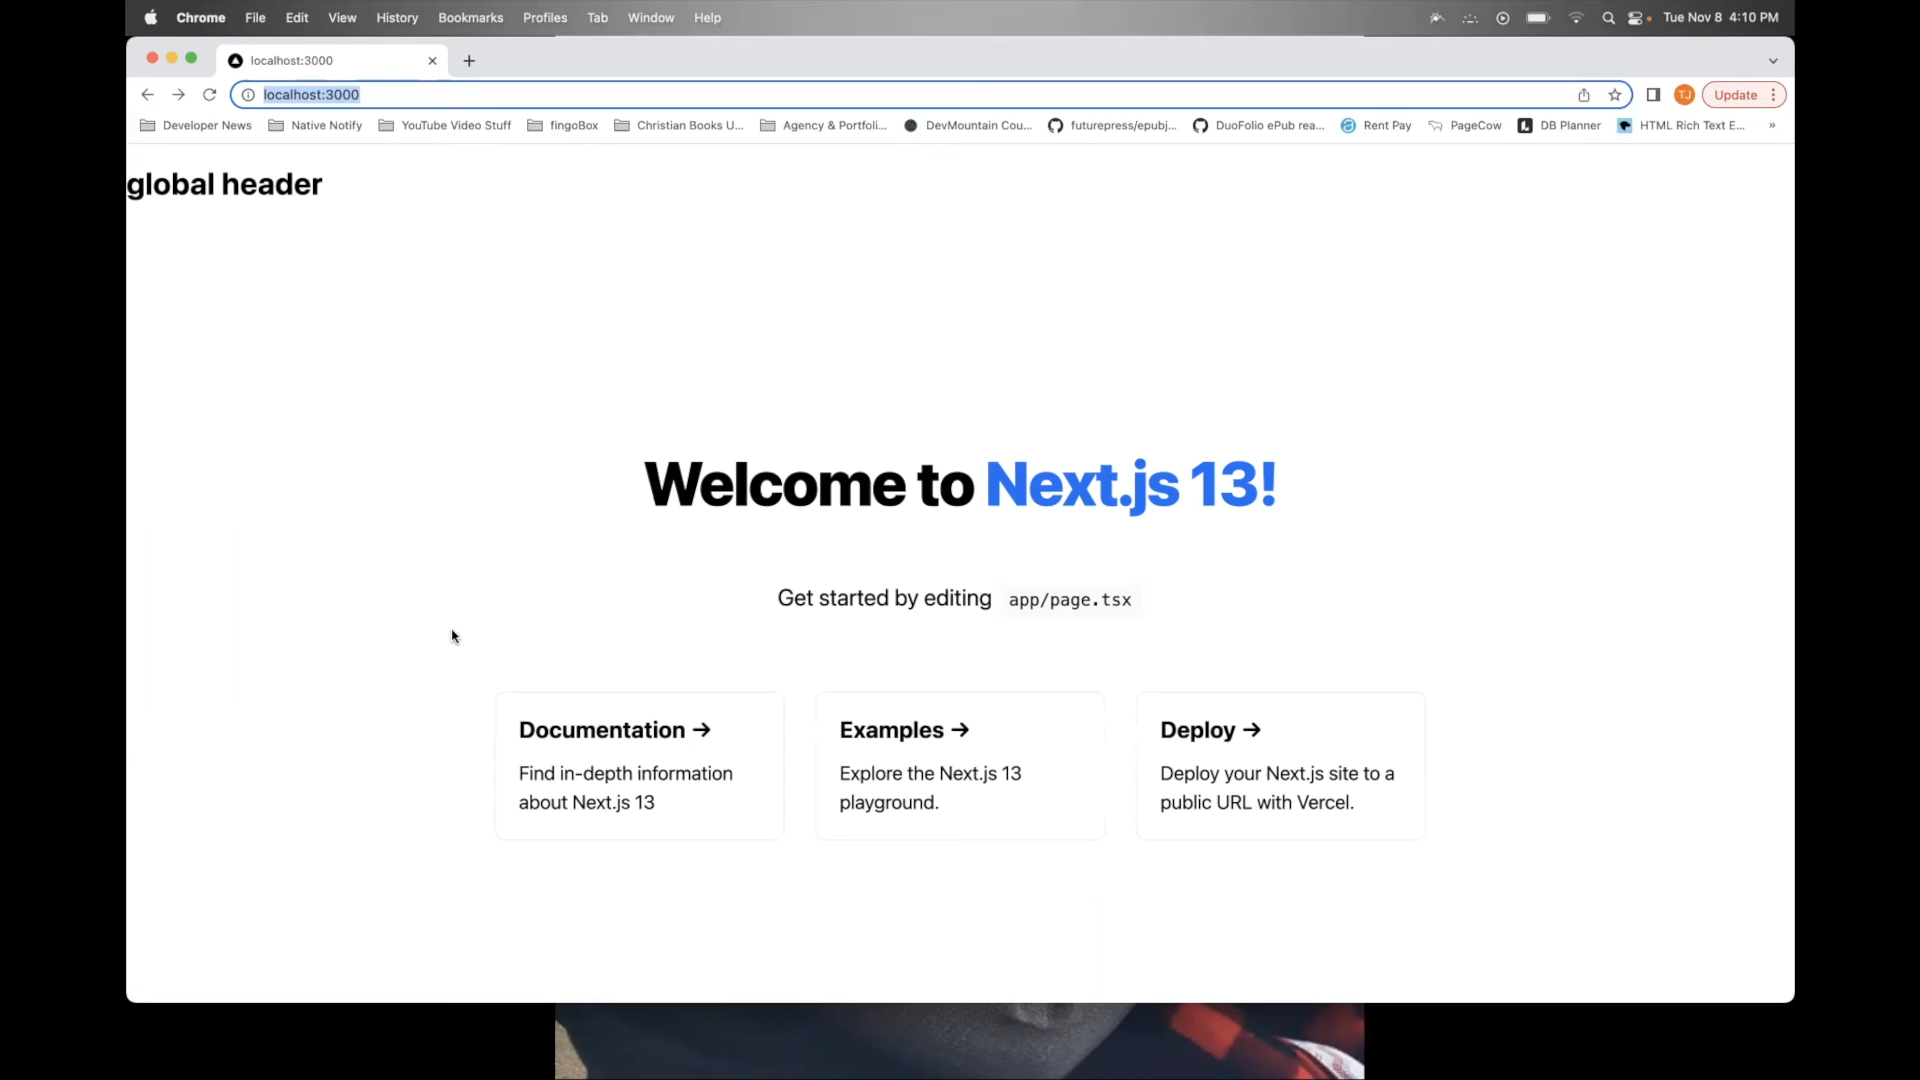 Chrome File Edit View History Bookmarks Profiles Tab Window Help Tue Nov 8 4:10 PM
localhost:3000
localhost:3000 TJ Update
Developer News Native Notify YouTube Video Stuff fingoBox Christian Books U... Agency & Portfoli... DevMountain Cou... futurepress/epubj... DuoFolio ePub rea... Rent Pay PageCow DB Planner HTML Rich Text E... »
global header
Welcome to Next.js 13!
Get started by editing app/page.tsx
Documentation →
Find in-depth information
about Next.js 13
Examples →
Explore the Next.js 13
playground.
Deploy →
Deploy your Next.js site to a
public URL with Vercel.